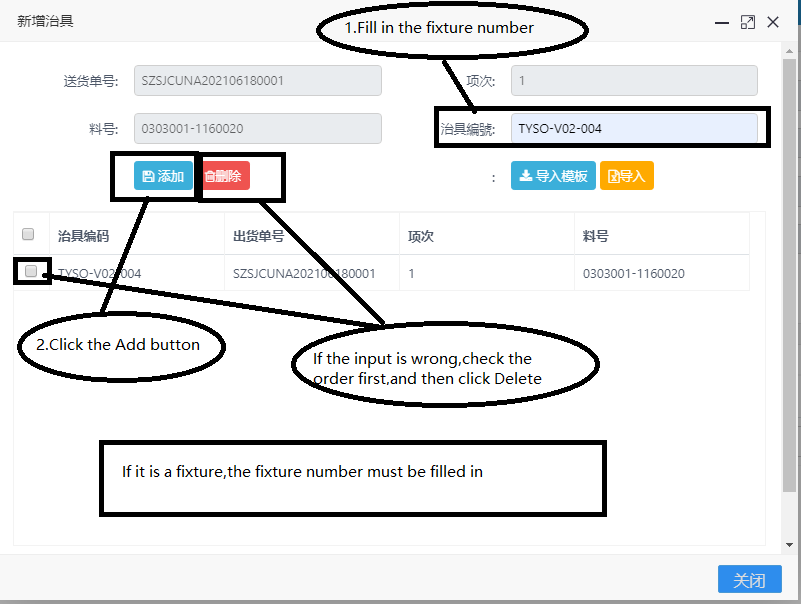 新增治具
1.Fill in the fixture number
送货单号:
SZSJCUNA202106180001
项次:
1
料号:
0303001-1160020
治具编號:
TYSO-V02-004
添加
删除
:
导入模板
导入
治具编码
出货单号
项次
料号
TYSO-V02-004
SZSJCUNA202106180001
1
0303001-1160020
2.Click the Add button
If the input is wrong,check the
order first,and then click Delete
If it is a fixture,the fixture number must be filled in
关闭